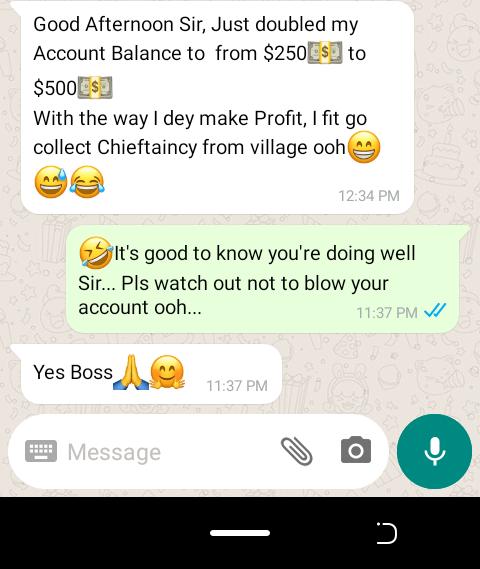 Good Afternoon Sir, Just doubled my
Account Balance to from $250💵 to
$500💵
With the way I dey make Profit, I fit go
collect Chieftaincy from village ooh😁
😅😂
12:34 PM
🤣It's good to know you're doing well
Sir... Pls watch out not to blow your
account ooh...
11:37 PM
Yes Boss🙏🤗
11:37 PM
Message